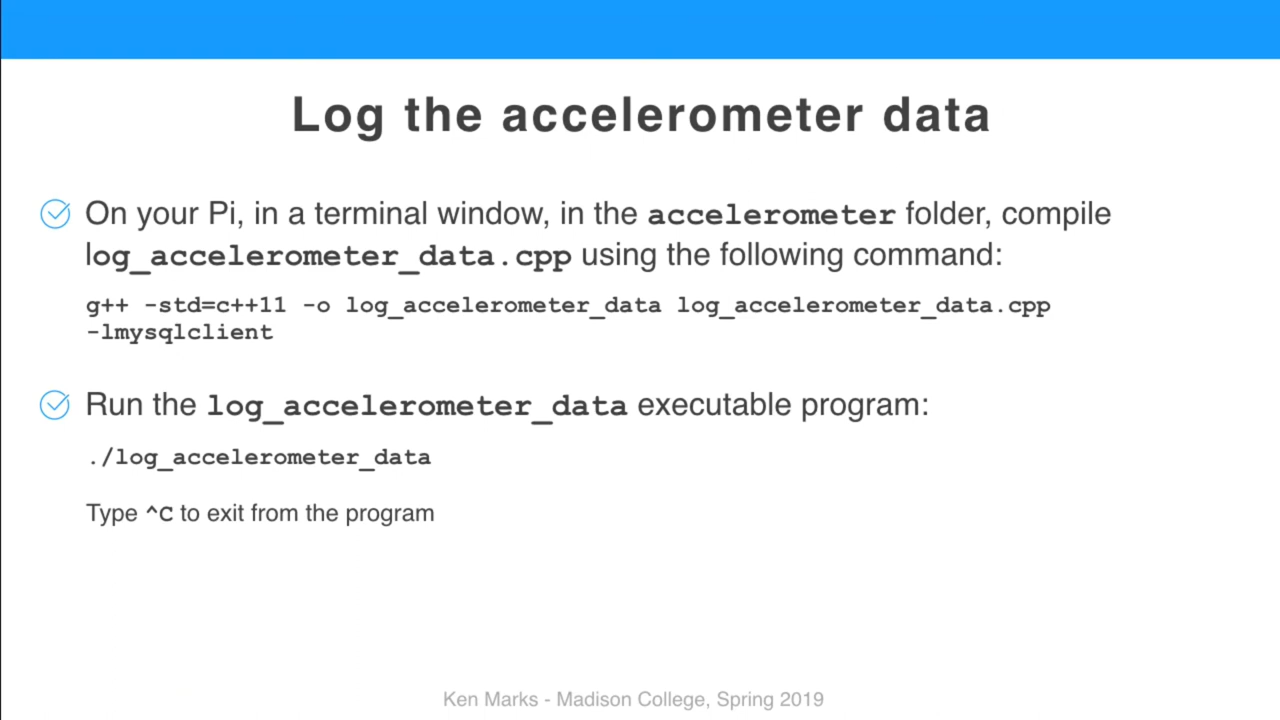 Log the accelerometer data
On your Pi, in a terminal window, in the accelerometer folder, compile
log_accelerometer_data.cpp using the following command:
g++ -std=c++11 -o log_accelerometer_data log_accelerometer_data.cpp
-lmysqlclient
Run the log_accelerometer_data executable program:
./log_accelerometer_data
Type ^C to exit from the program
Ken Marks - Madison College, Spring 2019